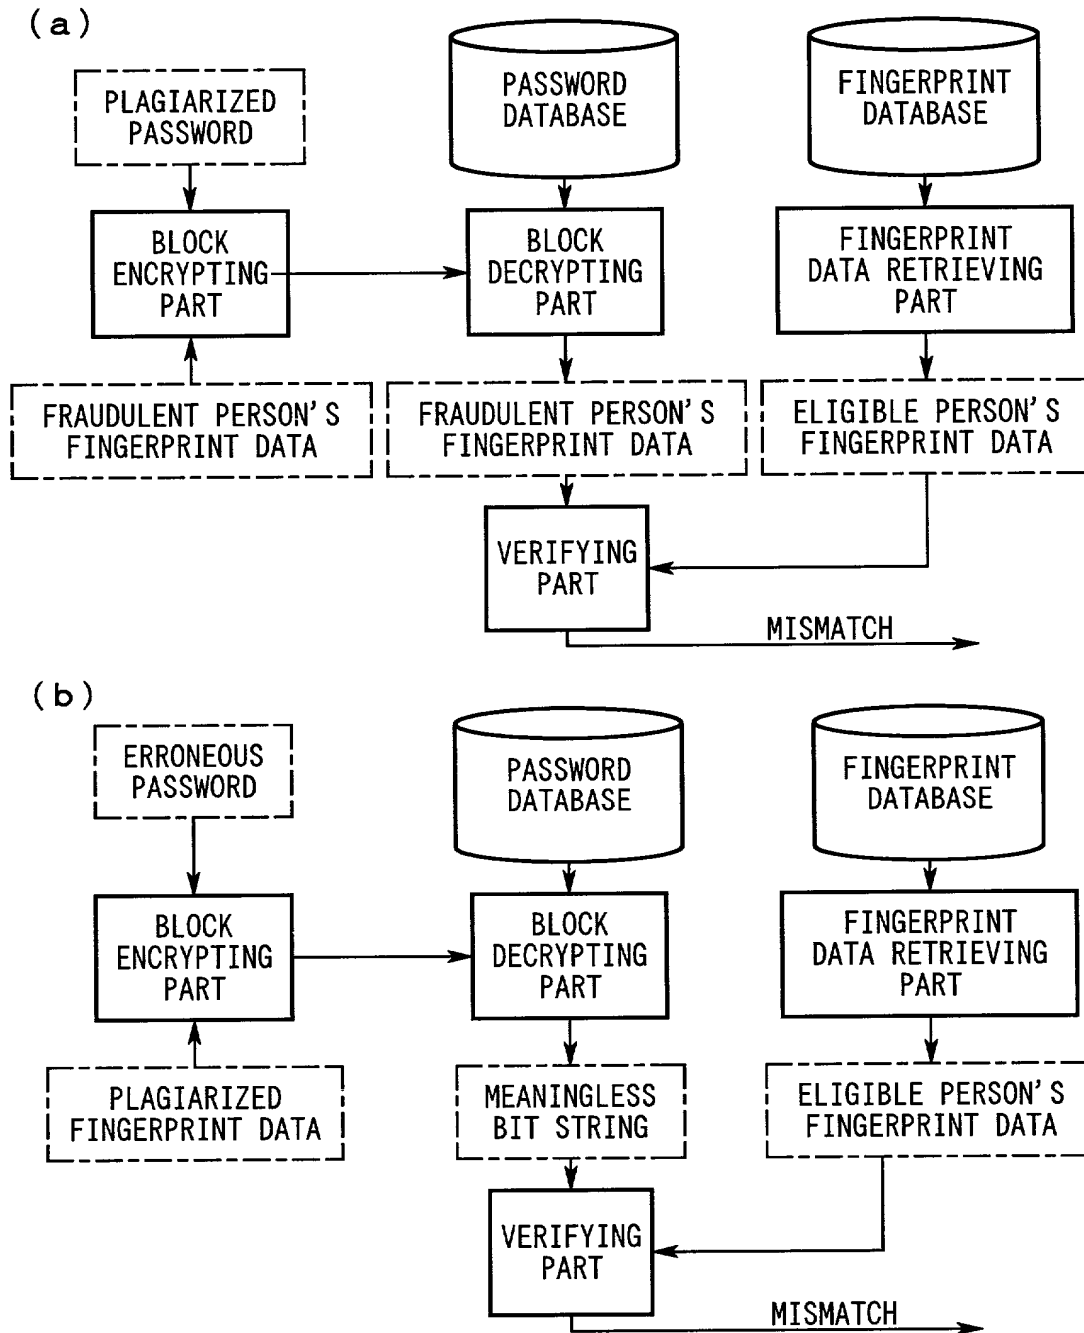 (a)
PLAGIARIZED
PASSWORD
PASSWORD
DATABASE
FINGERPRINT
DATABASE
BLOCK
ENCRYPTING
PART
BLOCK
DECRYPTING
PART
FINGERPRINT
DATA RETRIEVING
PART
FRAUDULENT PERSON'S
FINGERPRINT DATA
FRAUDULENT PERSON'S
FINGERPRINT DATA
ELIGIBLE PERSON'S
FINGERPRINT DATA
VERIFYING
PART
MISMATCH
(b)
ERRONEOUS
PASSWORD
PASSWORD
DATABASE
FINGERPRINT
DATABASE
BLOCK
ENCRYPTING
PART
BLOCK
DECRYPTING
PART
FINGERPRINT
DATA RETRIEVING
PART
PLAGIARIZED
FINGERPRINT DATA
MEANINGLESS
BIT STRING
ELIGIBLE PERSON'S
FINGERPRINT DATA
VERIFYING
PART
MISMATCH